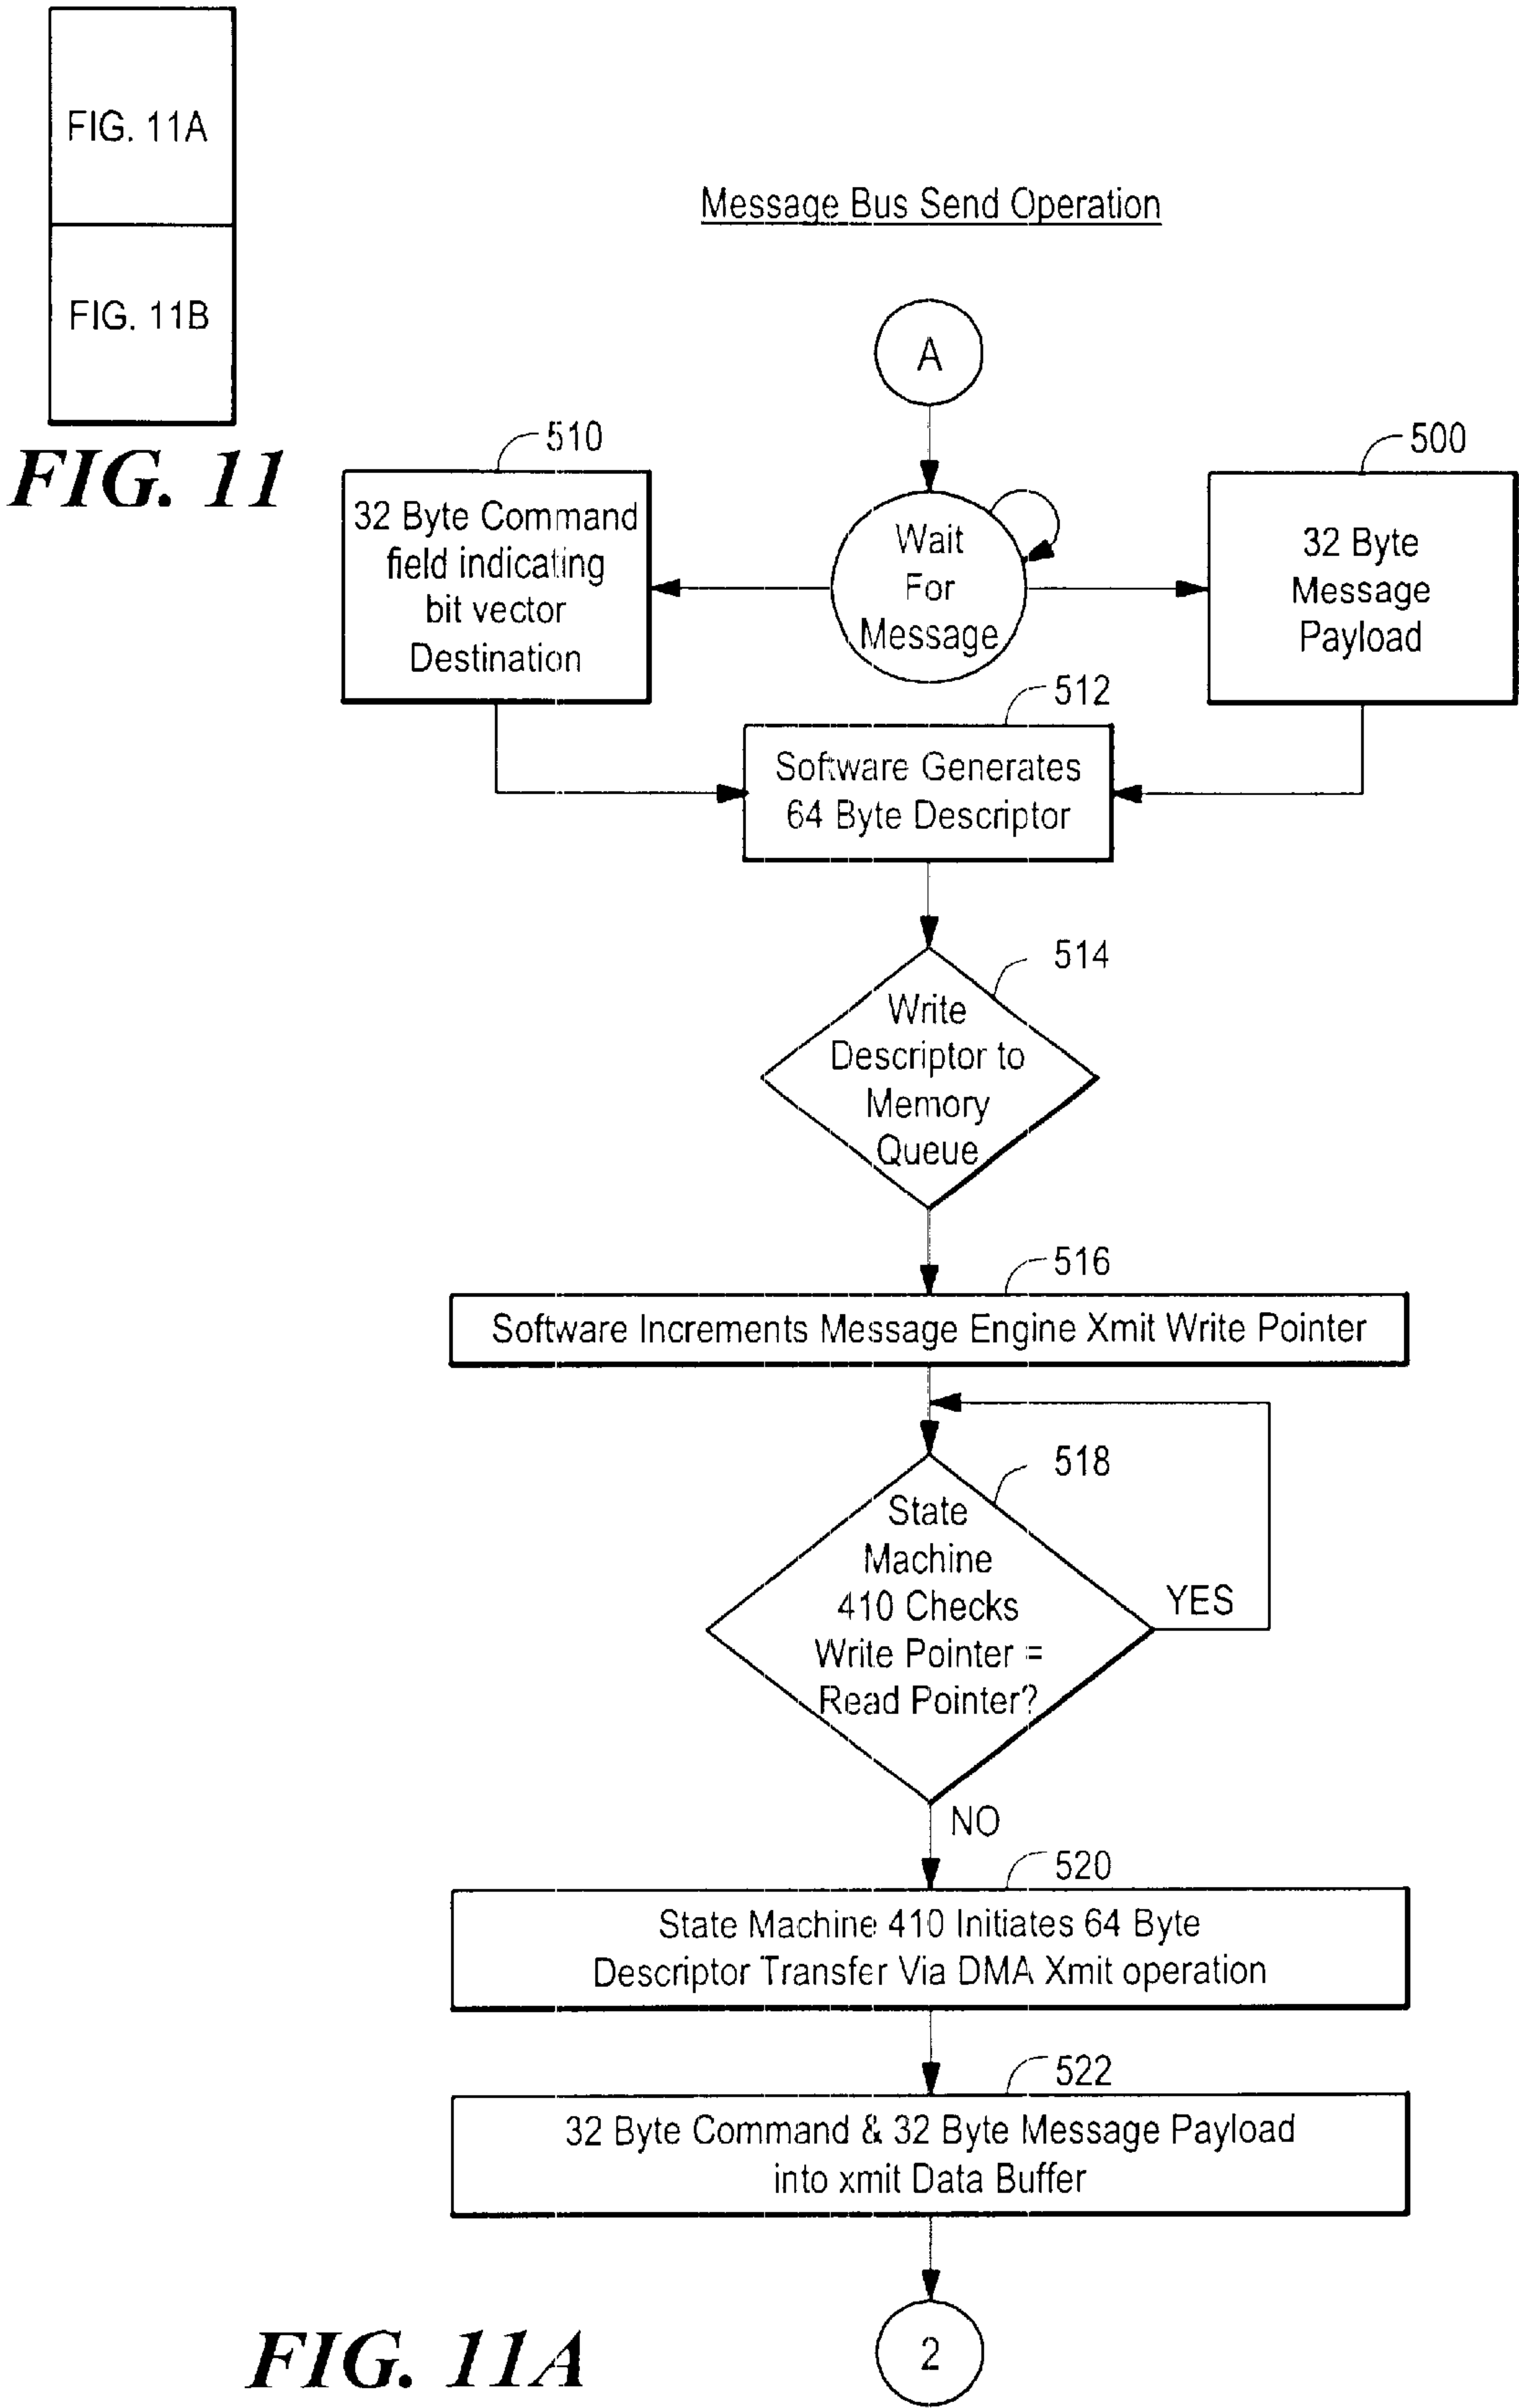 FIG. 11A
FIG. 11B
FIG. 11
Message Bus Send Operation
A
510
32 Byte Command
field indicating
bit vector
Destination
Wait
For
Message
500
32 Byte
Message
Payload
512
Software Generates
64 Byte Descriptor
514
Write
Descriptor to
Memory
Queue
516
Software Increments Message Engine Xmit Write Pointer
518
State
Machine
410 Checks
Write Pointer =
Read Pointer?
YES
NO
520
State Machine 410 Initiates 64 Byte
Descriptor Transfer Via DMA Xmit operation
522
32 Byte Command & 32 Byte Message Payload
into xmit Data Buffer
2
FIG. 11A